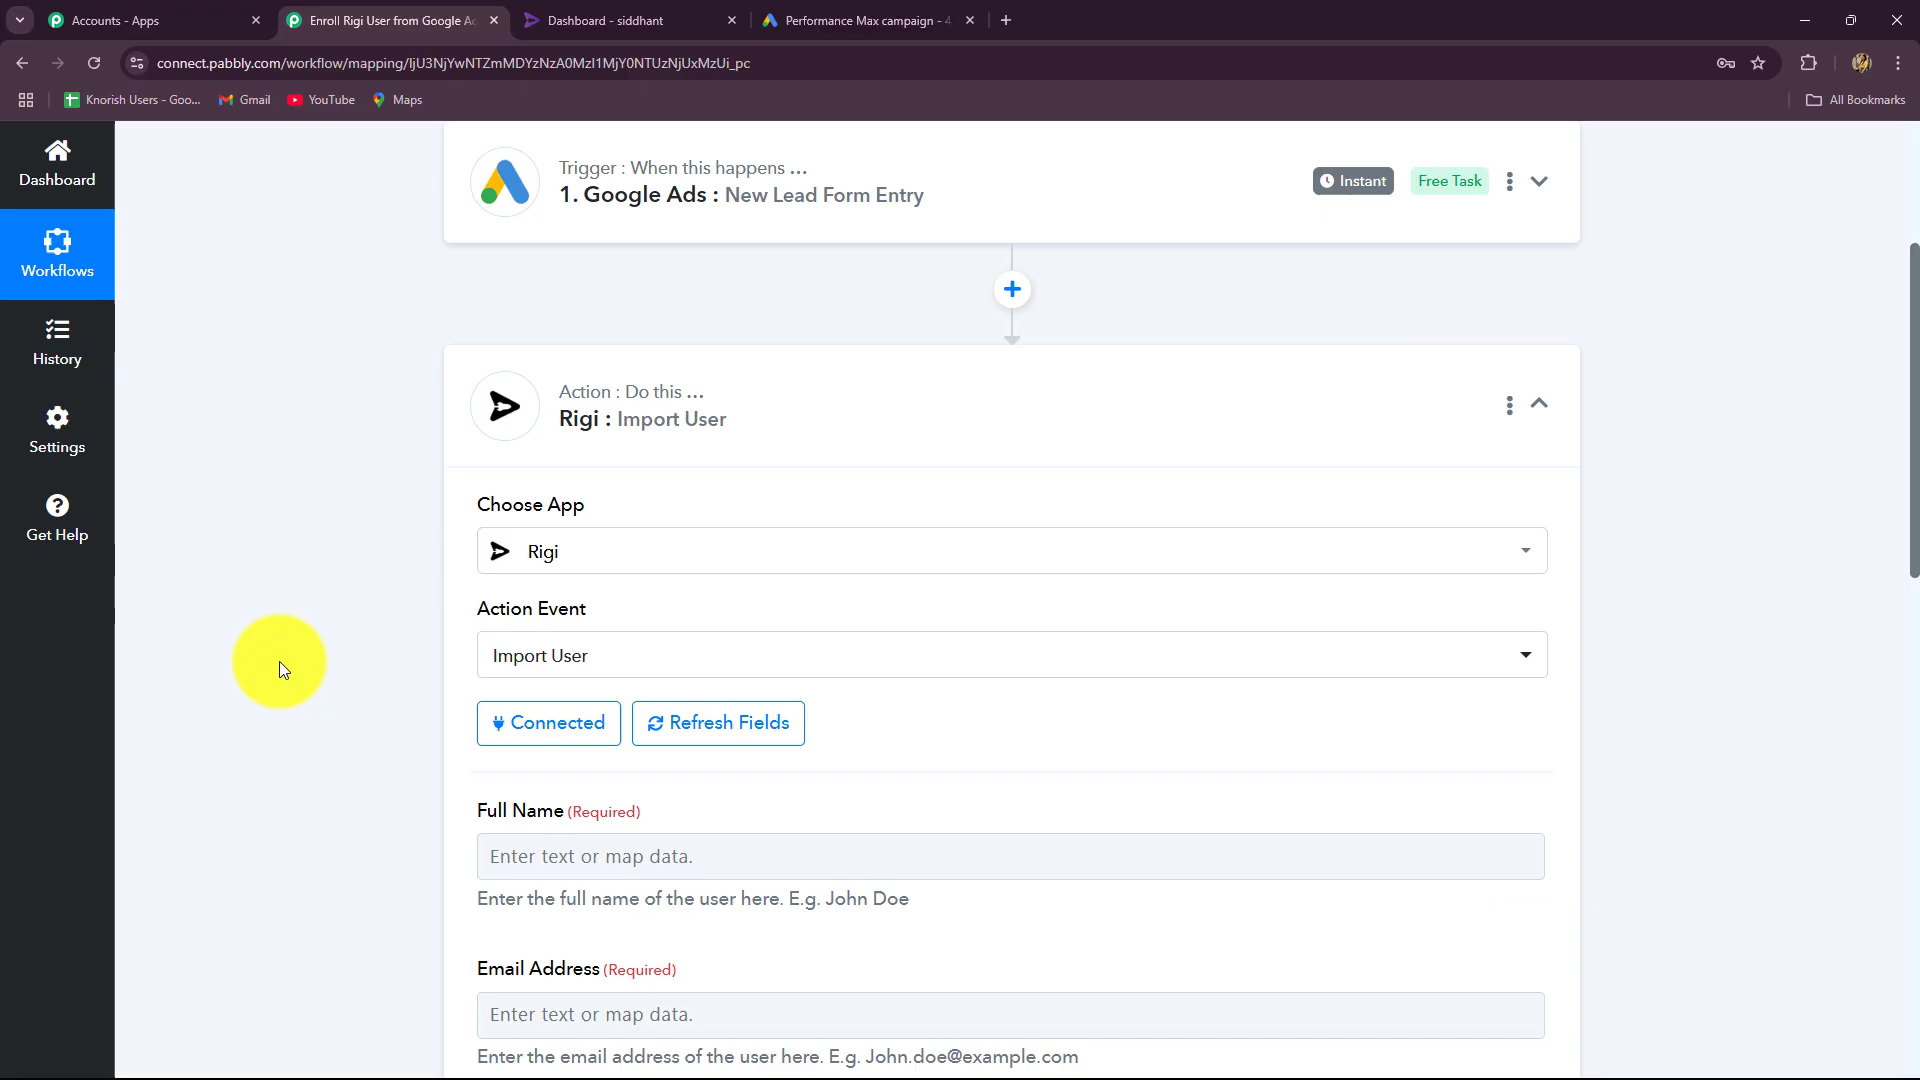 Accounts - Apps
Enroll Rigi User from Google Ad
Dashboard - siddhant
Performance Max campaign - 4
connect.pabbly.com/workflow/mapping/IjU3NjYwNTZmMDYzNzA0MzI1MjY0NTUzNjUxMzUi_pc
Knorish Users - Goo...
Gmail
YouTube
Maps
All Bookmarks
Dashboard
Workflows
History
Settings
Get Help
Trigger : When this happens ...
1. Google Ads : New Lead Form Entry
Instant
Free Task
Action : Do this ...
Rigi : Import User
Choose App
Rigi
Action Event
Import User
Connected
Refresh Fields
Full Name (Required)
Enter text or map data.
Enter the full name of the user here. E.g. John Doe
Email Address (Required)
Enter text or map data.
Enter the email address of the user here. E.g. John.doe@example.com